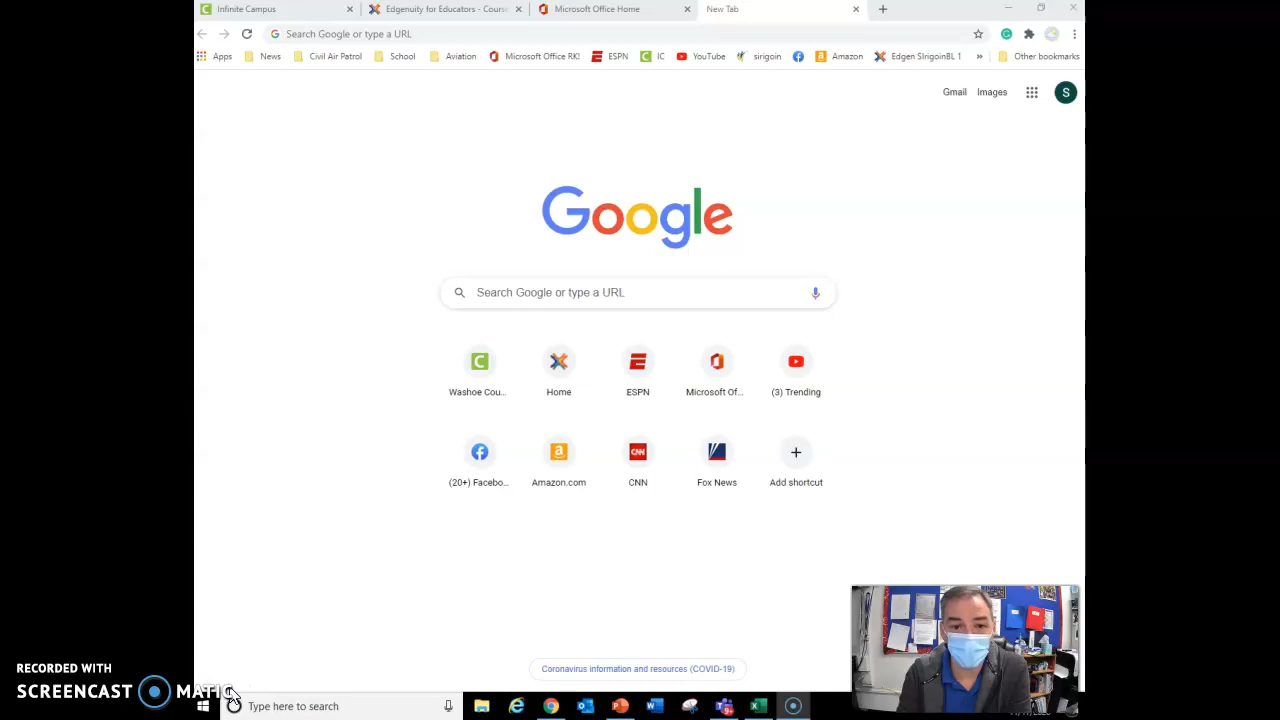 Infinite Campus
Edgenuity for Educators - Course
Microsoft Office Home
New Tab
Search Google or type a URL
Apps
News
Civil Air Patrol
School
Aviation
Microsoft Office RK!
ESPN
IC
YouTube
sirigoin
Amazon
Edgen SIrigoinBL 1
»
Other bookmarks
Gmail
Images
S
Google
Search Google or type a URL
Washoe Cou...
Home
ESPN
Microsoft Of...
(3) Trending
(20+) Facebo...
Amazon.com
CNN
Fox News
Add shortcut
Coronavirus information and resources (COVID-19)
RECORDED WITH
SCREENCAST MATIC
Type here to search